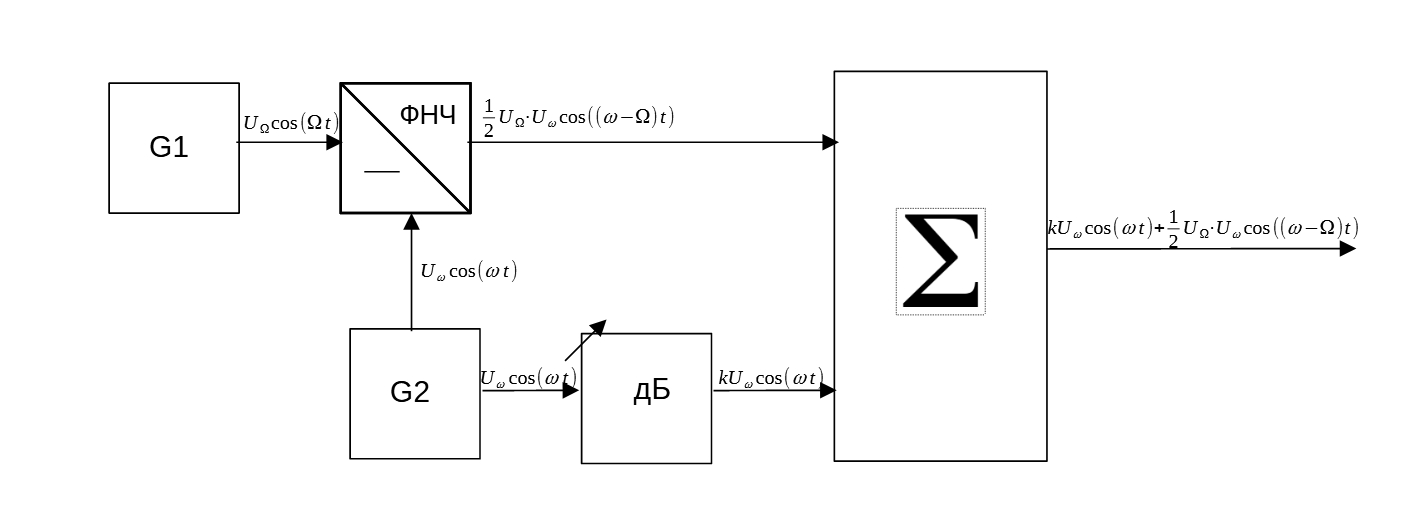 G1
U_Ω cos(Ωt)
ФНЧ
—
1/2 U_Ω·U_ω cos((ω−Ω)t)
Σ
kU_ω cos(ωt)+1/2 U_Ω·U_ω cos((ω−Ω)t)
U_ω cos(ωt)
G2
U_ω cos(ωt)
дБ
kU_ω cos(ωt)